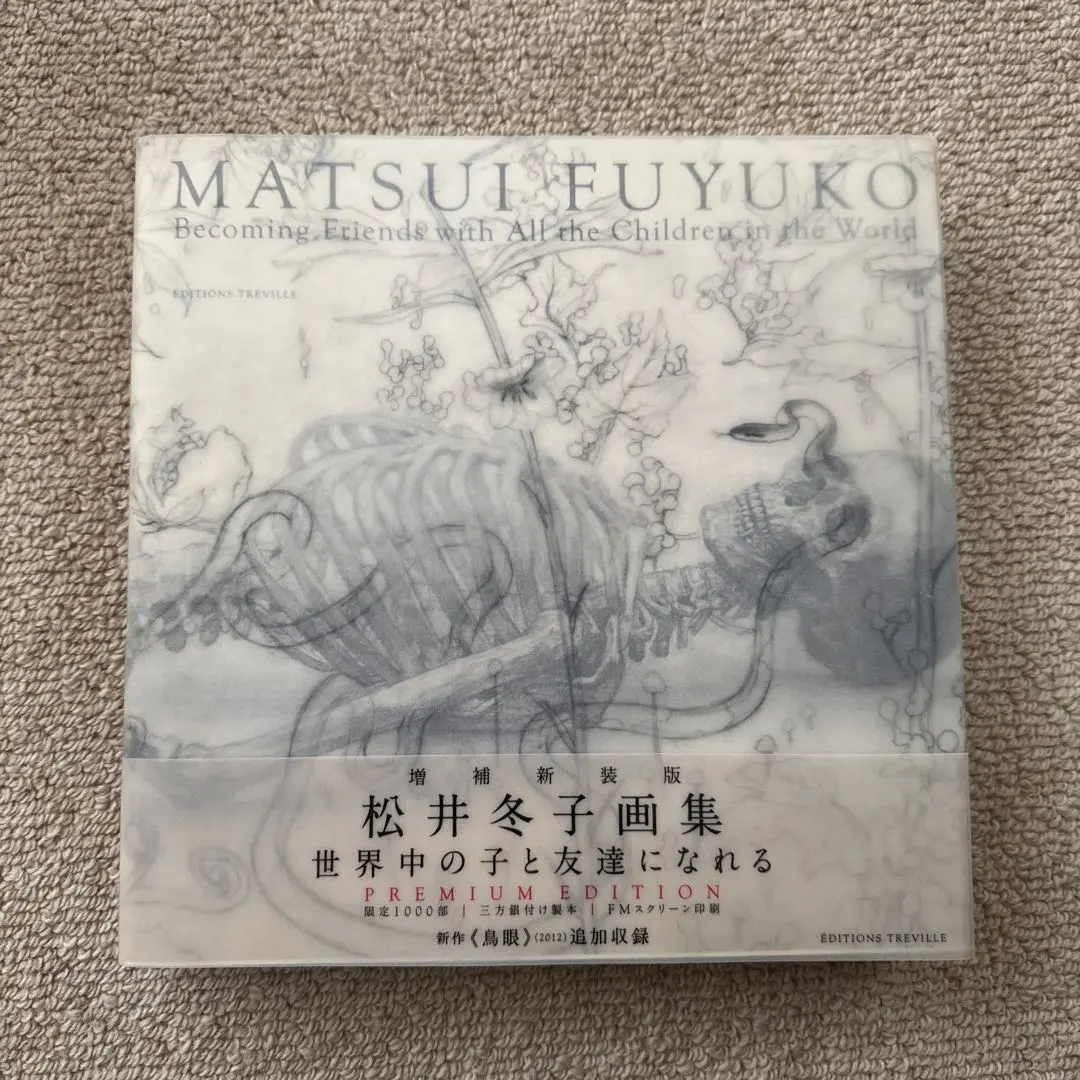 MATSUI FUYUKO
Becoming Friends with All the Children in the World
EDITIONS TREVILLE
増補新装版
松井冬子画集
世界中の子と友達になれる
PREMIUM EDITION
限定1000部 | 三方銀付け製本 | FMスクリーン印刷
新作《鳥眼》(2012)追加収録
ÉDITIONS TREVILLE